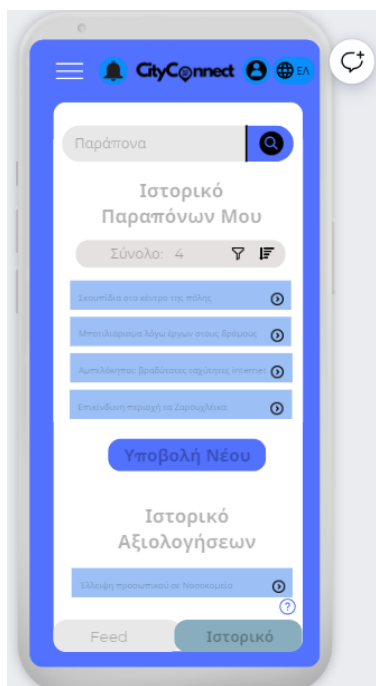 CityConnect ΕΛ
Παράπονα
Ιστορικό
Παραπόνων Μου
Σύνολο: 4
Σκουπίδια στο κέντρο της πόλης
Μποτιλιάρισμα λόγω έργων στους δρόμους
Αμπελόκηποι: βραδύτατες ταχύτητες internet
Επικίνδυνη περιοχή τα Ζαρουχλέικα
Υποβολή Νέου
Ιστορικό
Αξιολογήσεων
Έλλειψη προσωπικού σε Νοσοκομείο
?
Feed Ιστορικό